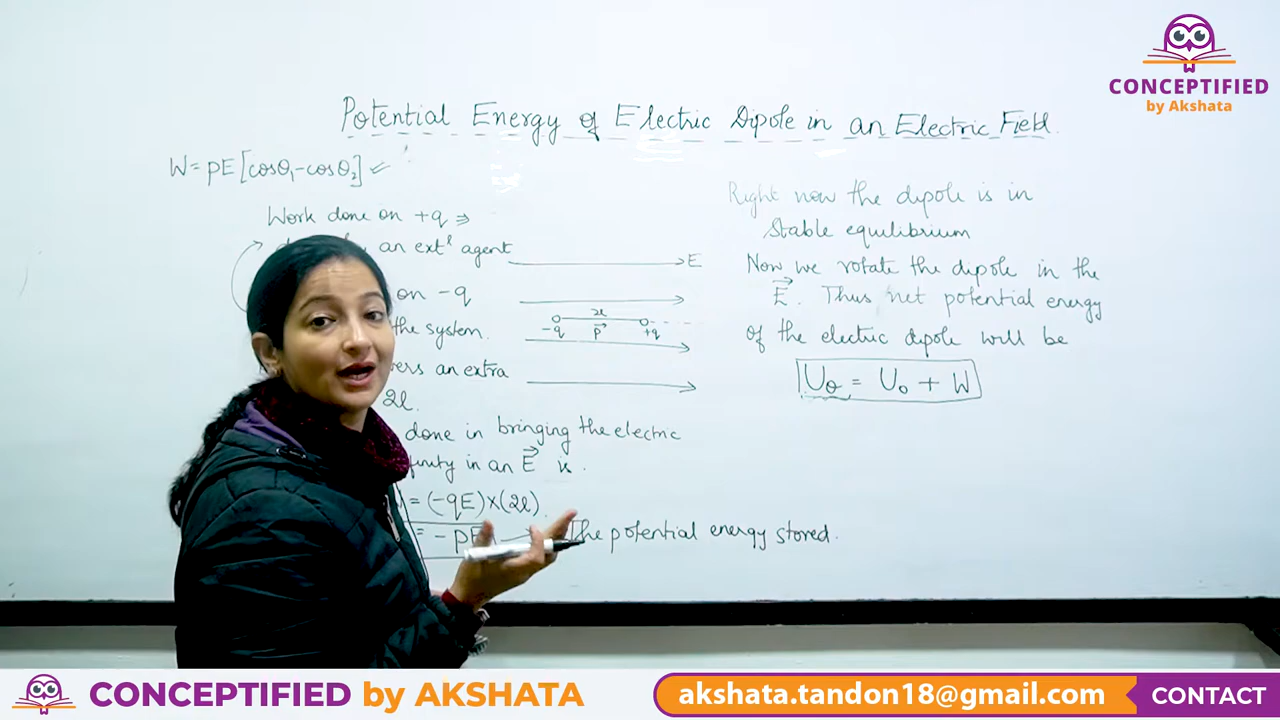 CONCEPTIFIED
by Akshata
Potential Energy of Electric Dipole in an Electric Field
W = pE[cosθ₁-cosθ₂]
Work done on +q ⇒
an extˡ agent
on -q
the system.
an extra
2l.
done in bringing the electric
in an E⃗ is.
= (-qE)×(2l).
= -pE → The potential energy stored.
E
2l
-q p⃗ +q
Right now the dipole is in
Stable equilibrium
Now we rotate the dipole in the
E⃗. Thus net potential energy
of the electric dipole will be
Uθ = U₀ + W
CONCEPTIFIED by AKSHATA
akshata.tandon18@gmail.com CONTACT